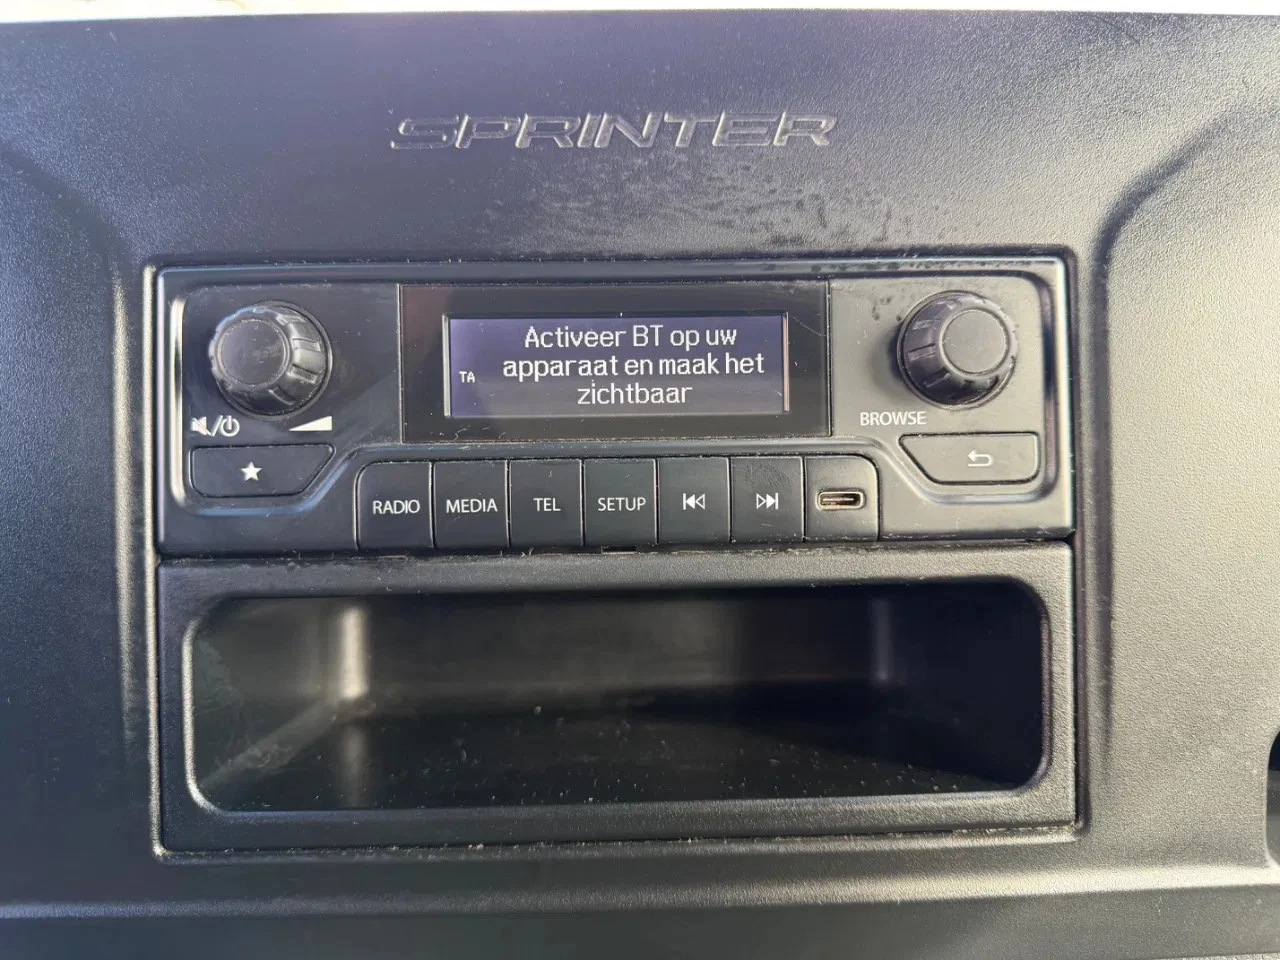 SPRINTER
Activeer BT op uw
apparaat en maak het
zichtbaar
TA
BROWSE
RADIO
MEDIA
TEL
SETUP